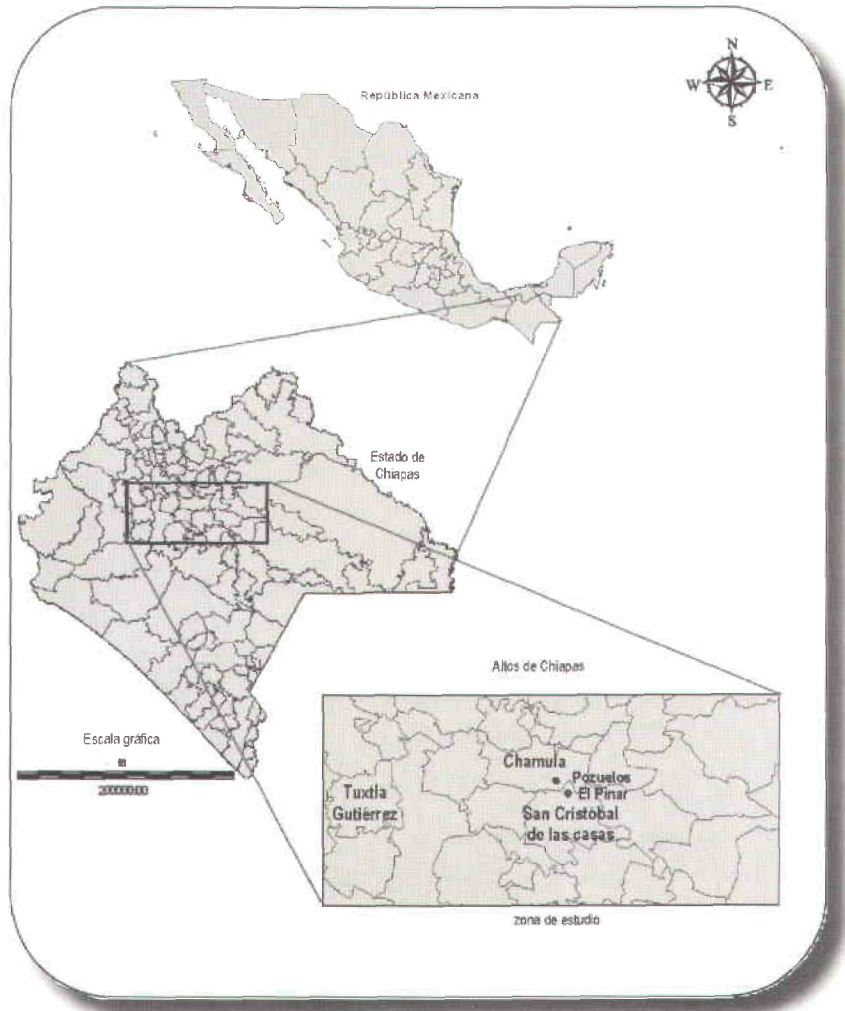 N
W E
S
República Mexicana
Estado de
Chiapas
Altos de Chiapas
Escala gráfica
m
200000.00
Chamula
Pozuelos
El Pinar
Tuxtla
Gutiérrez
San Cristóbal
de las casas
zona de estudio